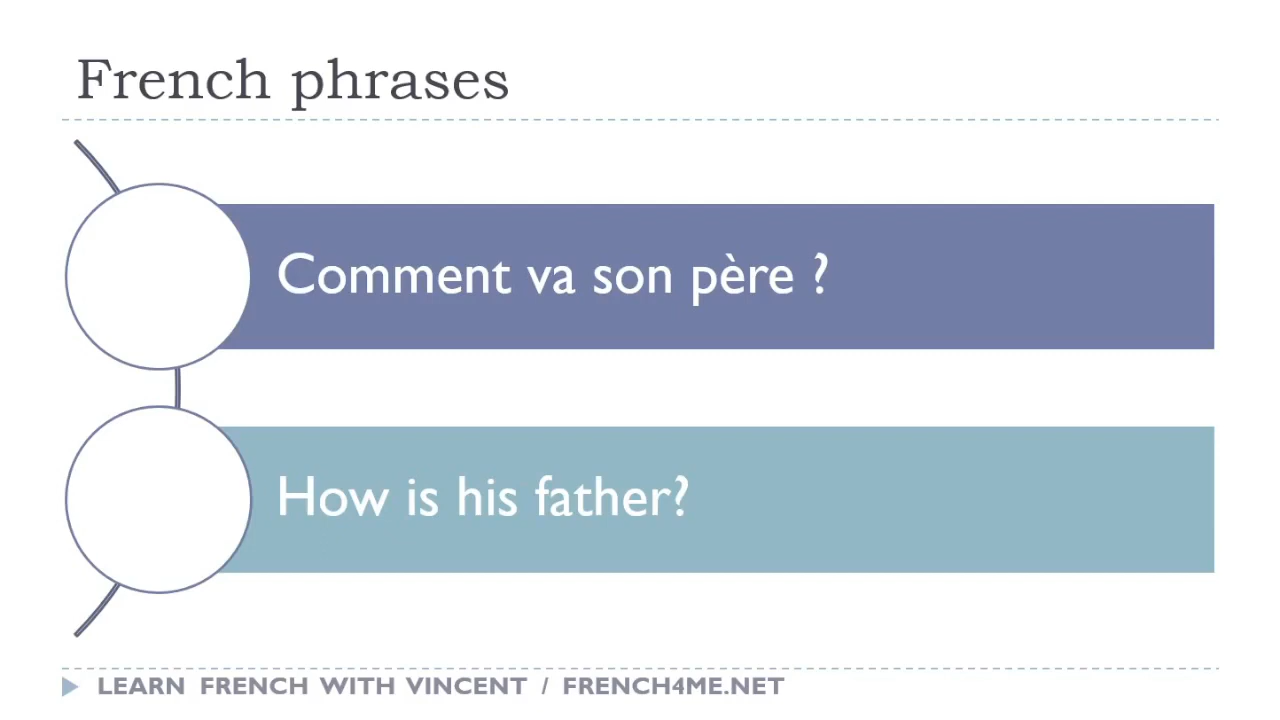 French phrases
Comment va son père ?
How is his father?
LEARN FRENCH WITH VINCENT / FRENCH4ME.NET